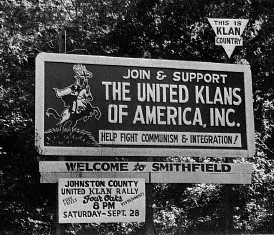 THIS IS
KLAN
COUNTRY
JOIN & SUPPORT
THE UNITED KLANS
OF AMERICA, INC.
HELP FIGHT COMMUNISM & INTEGRATION!
WELCOME to SMITHFIELD
JOHNSTON COUNTY
UNITED KLAN RALLY
Four Oaks
8 PM
SATURDAY-SEPT. 28